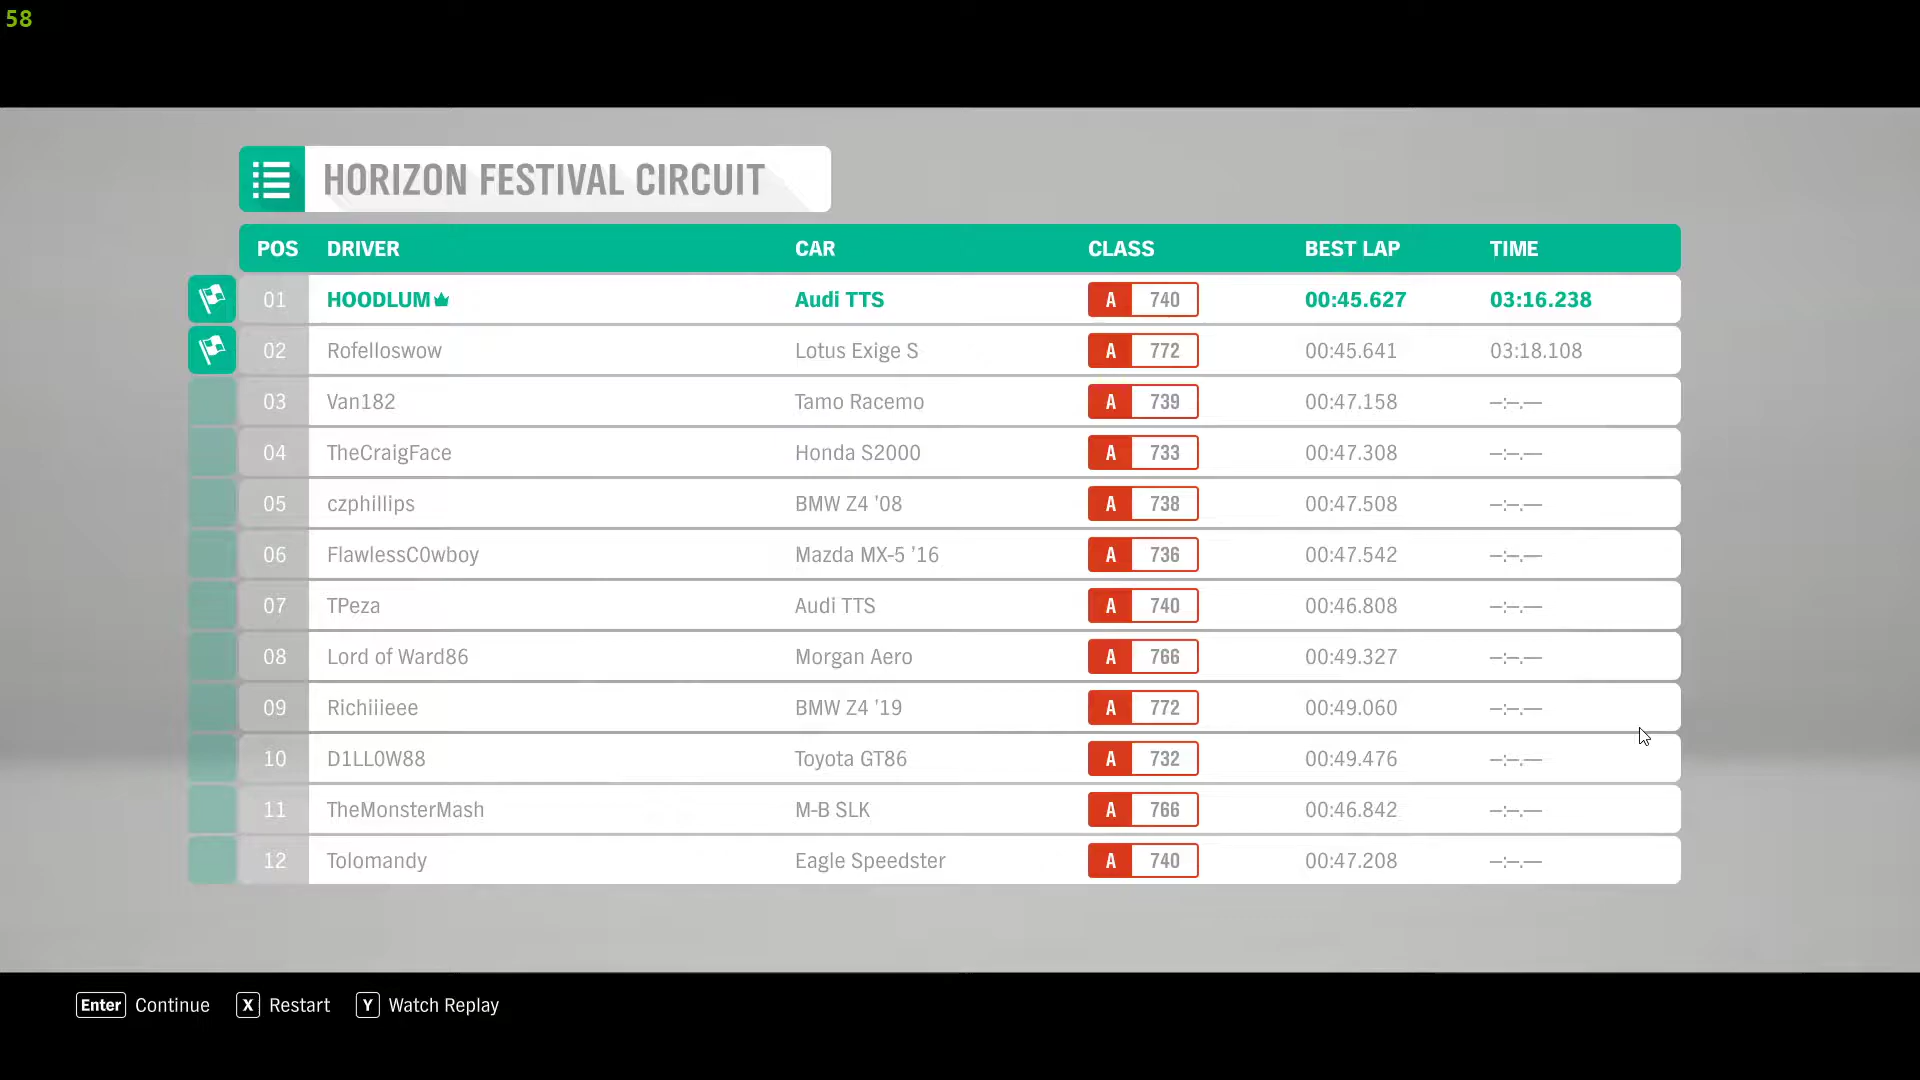 58
HORIZON FESTIVAL CIRCUIT
POS DRIVER CAR CLASS BEST LAP TIME
01 HOODLUM Audi TTS A 740 00:45.627 03:16.238
02 Rofelloswow Lotus Exige S A 772 00:45.641 03:18.108
03 Van182 Tamo Racemo A 739 00:47.158 --:--.---
04 TheCraigFace Honda S2000 A 733 00:47.308 --:--.---
05 czphillips BMW Z4 '08 A 738 00:47.508 --:--.---
06 FlawlessC0wboy Mazda MX-5 '16 A 736 00:47.542 --:--.---
07 TPeza Audi TTS A 740 00:46.808 --:--.---
08 Lord of Ward86 Morgan Aero A 766 00:49.327 --:--.---
09 Richiiieee BMW Z4 '19 A 772 00:49.060 --:--.---
10 D1LL0W88 Toyota GT86 A 732 00:49.476 --:--.---
11 TheMonsterMash M-B SLK A 766 00:46.842 --:--.---
12 Tolomandy Eagle Speedster A 740 00:47.208 --:--.---
Enter Continue X Restart Y Watch Replay